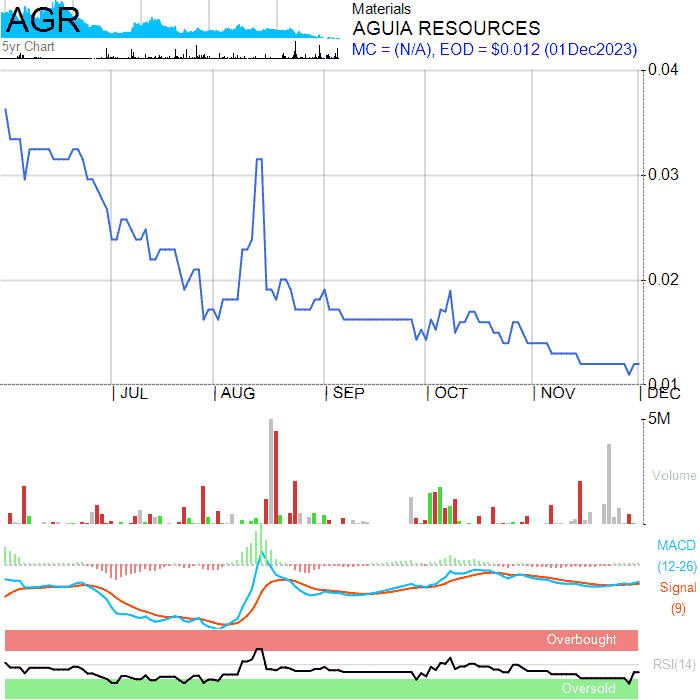 AGR
5yr Chart
Materials
AGUIA RESOURCES
MC = (N/A), EOD = $0.012 (01Dec2023)
0.04
0.03
0.02
0.01
JUL
AUG
SEP
OCT
NOV
DEC
5M
Volume
MACD
(12-26)
Signal
(9)
Overbought
RSI(14)
Oversold